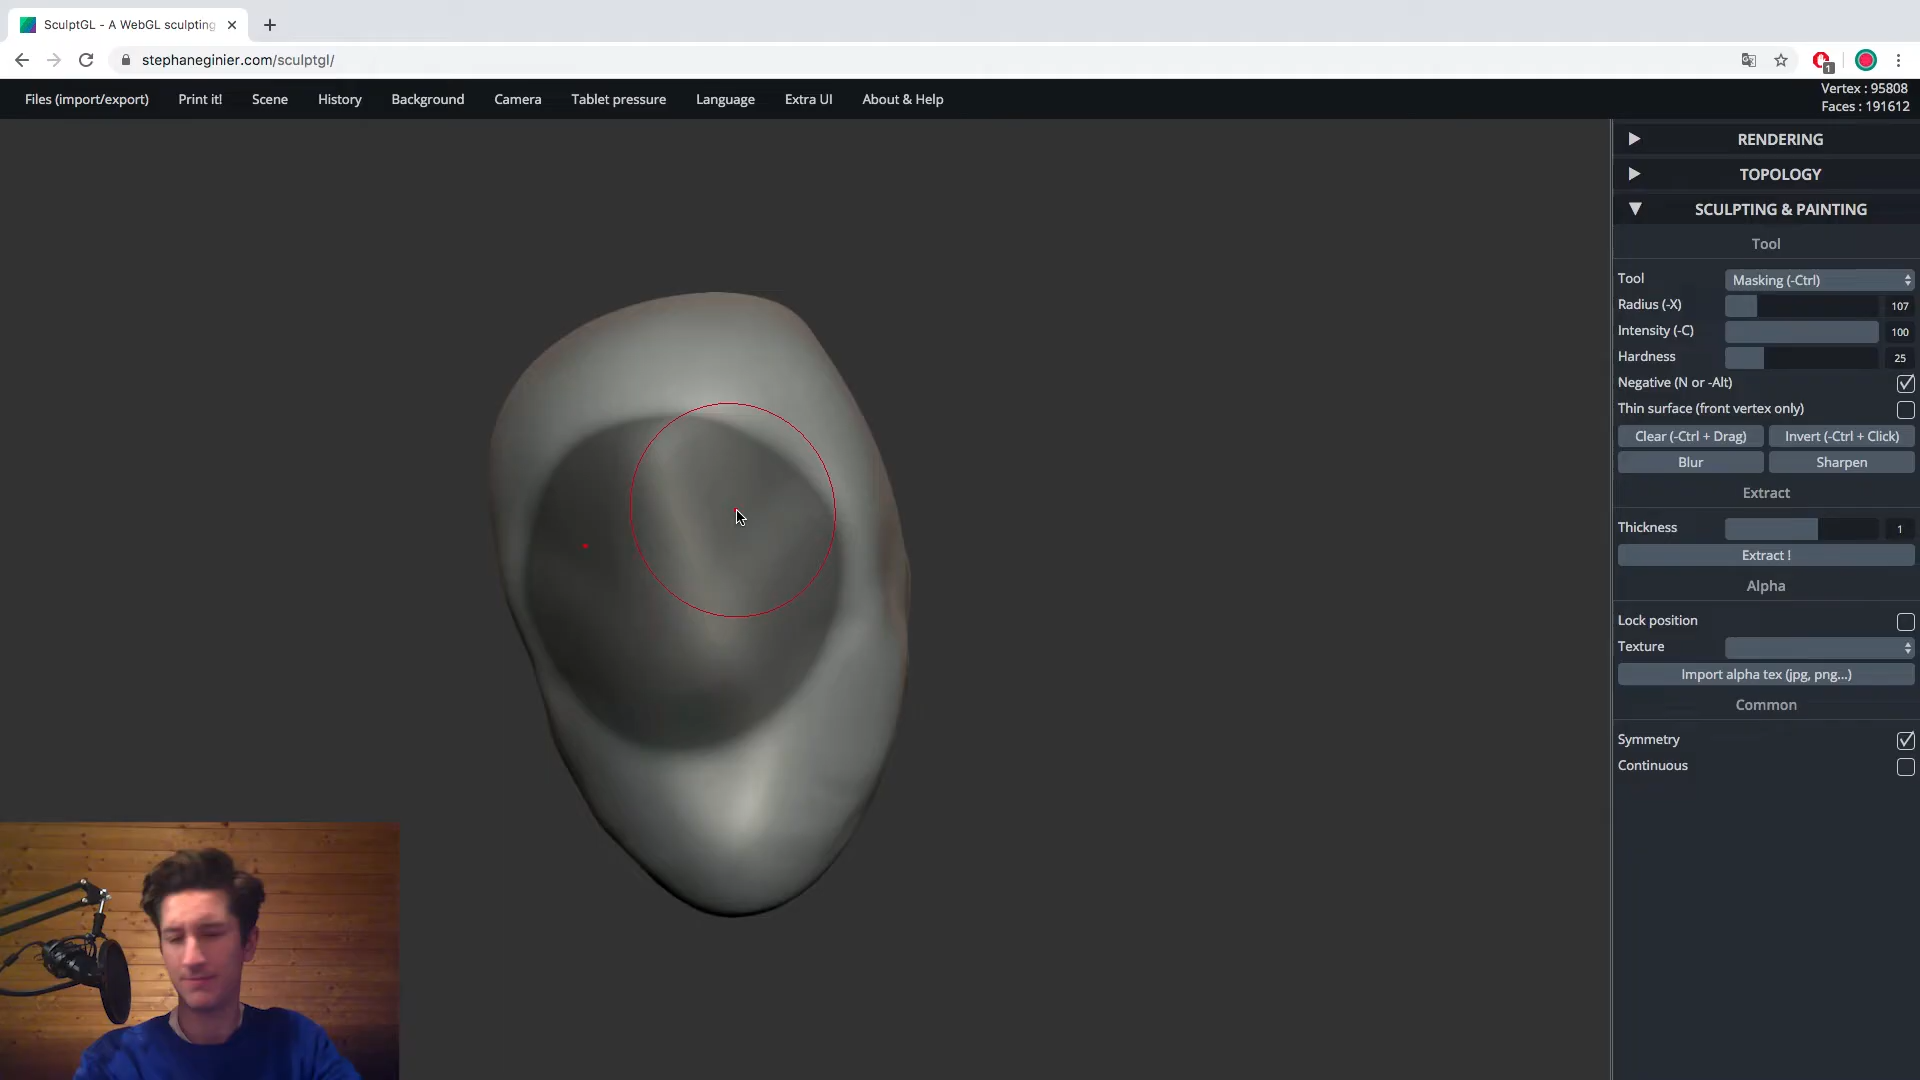 SculptGL - A WebGL sculpting
stephaneginier.com/sculptgl/
1
Files (import/export) Print it! Scene History Background Camera Tablet pressure Language Extra UI About & Help
Vertex : 95808
Faces : 191612
RENDERING
TOPOLOGY
SCULPTING & PAINTING
Tool
Tool Masking (-Ctrl)
Radius (-X) 107
Intensity (-C) 100
Hardness 25
Negative (N or -Alt)
Thin surface (front vertex only)
Clear (-Ctrl + Drag) Invert (-Ctrl + Click)
Blur Sharpen
Extract
Thickness 1
Extract !
Alpha
Lock position
Texture
Import alpha tex (jpg, png...)
Common
Symmetry
Continuous